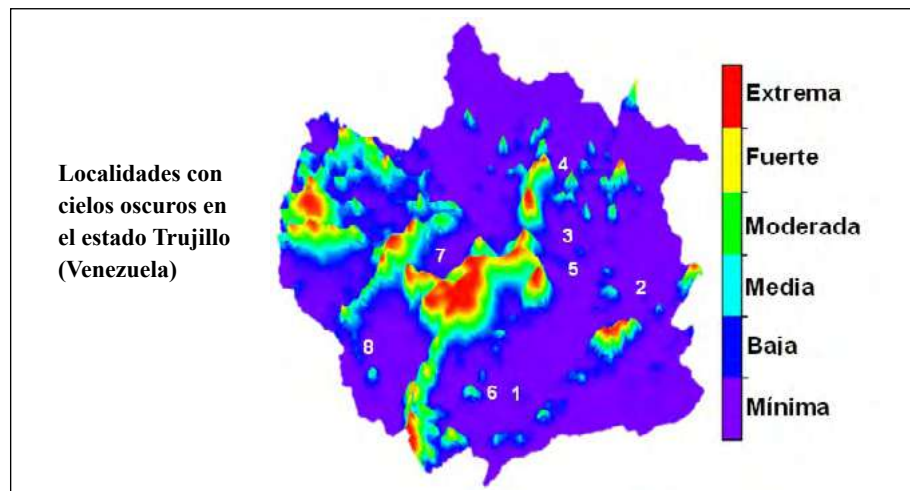 Localidades con
cielos oscuros en
el estado Trujillo
(Venezuela)
Extrema
Fuerte
Moderada
Media
Baja
Mínima
4
3
7
5
2
8
6 1